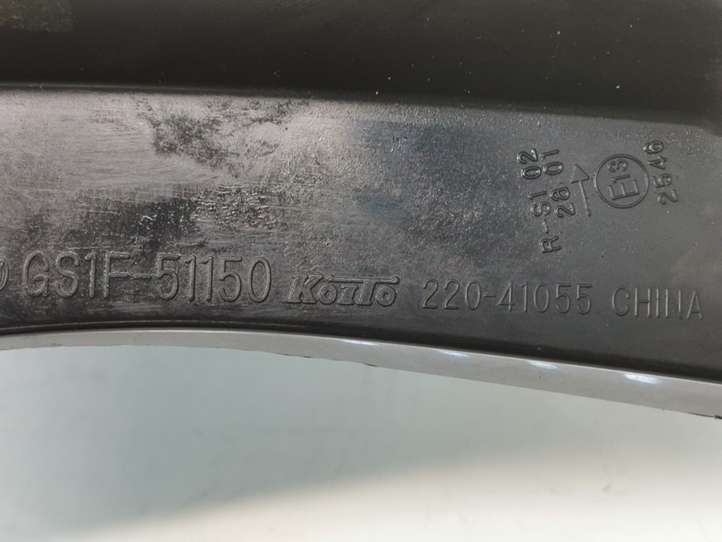 GS1F-51150 KOITO 220-41055 CHINA
R-S1 02
26 01
E13
2646